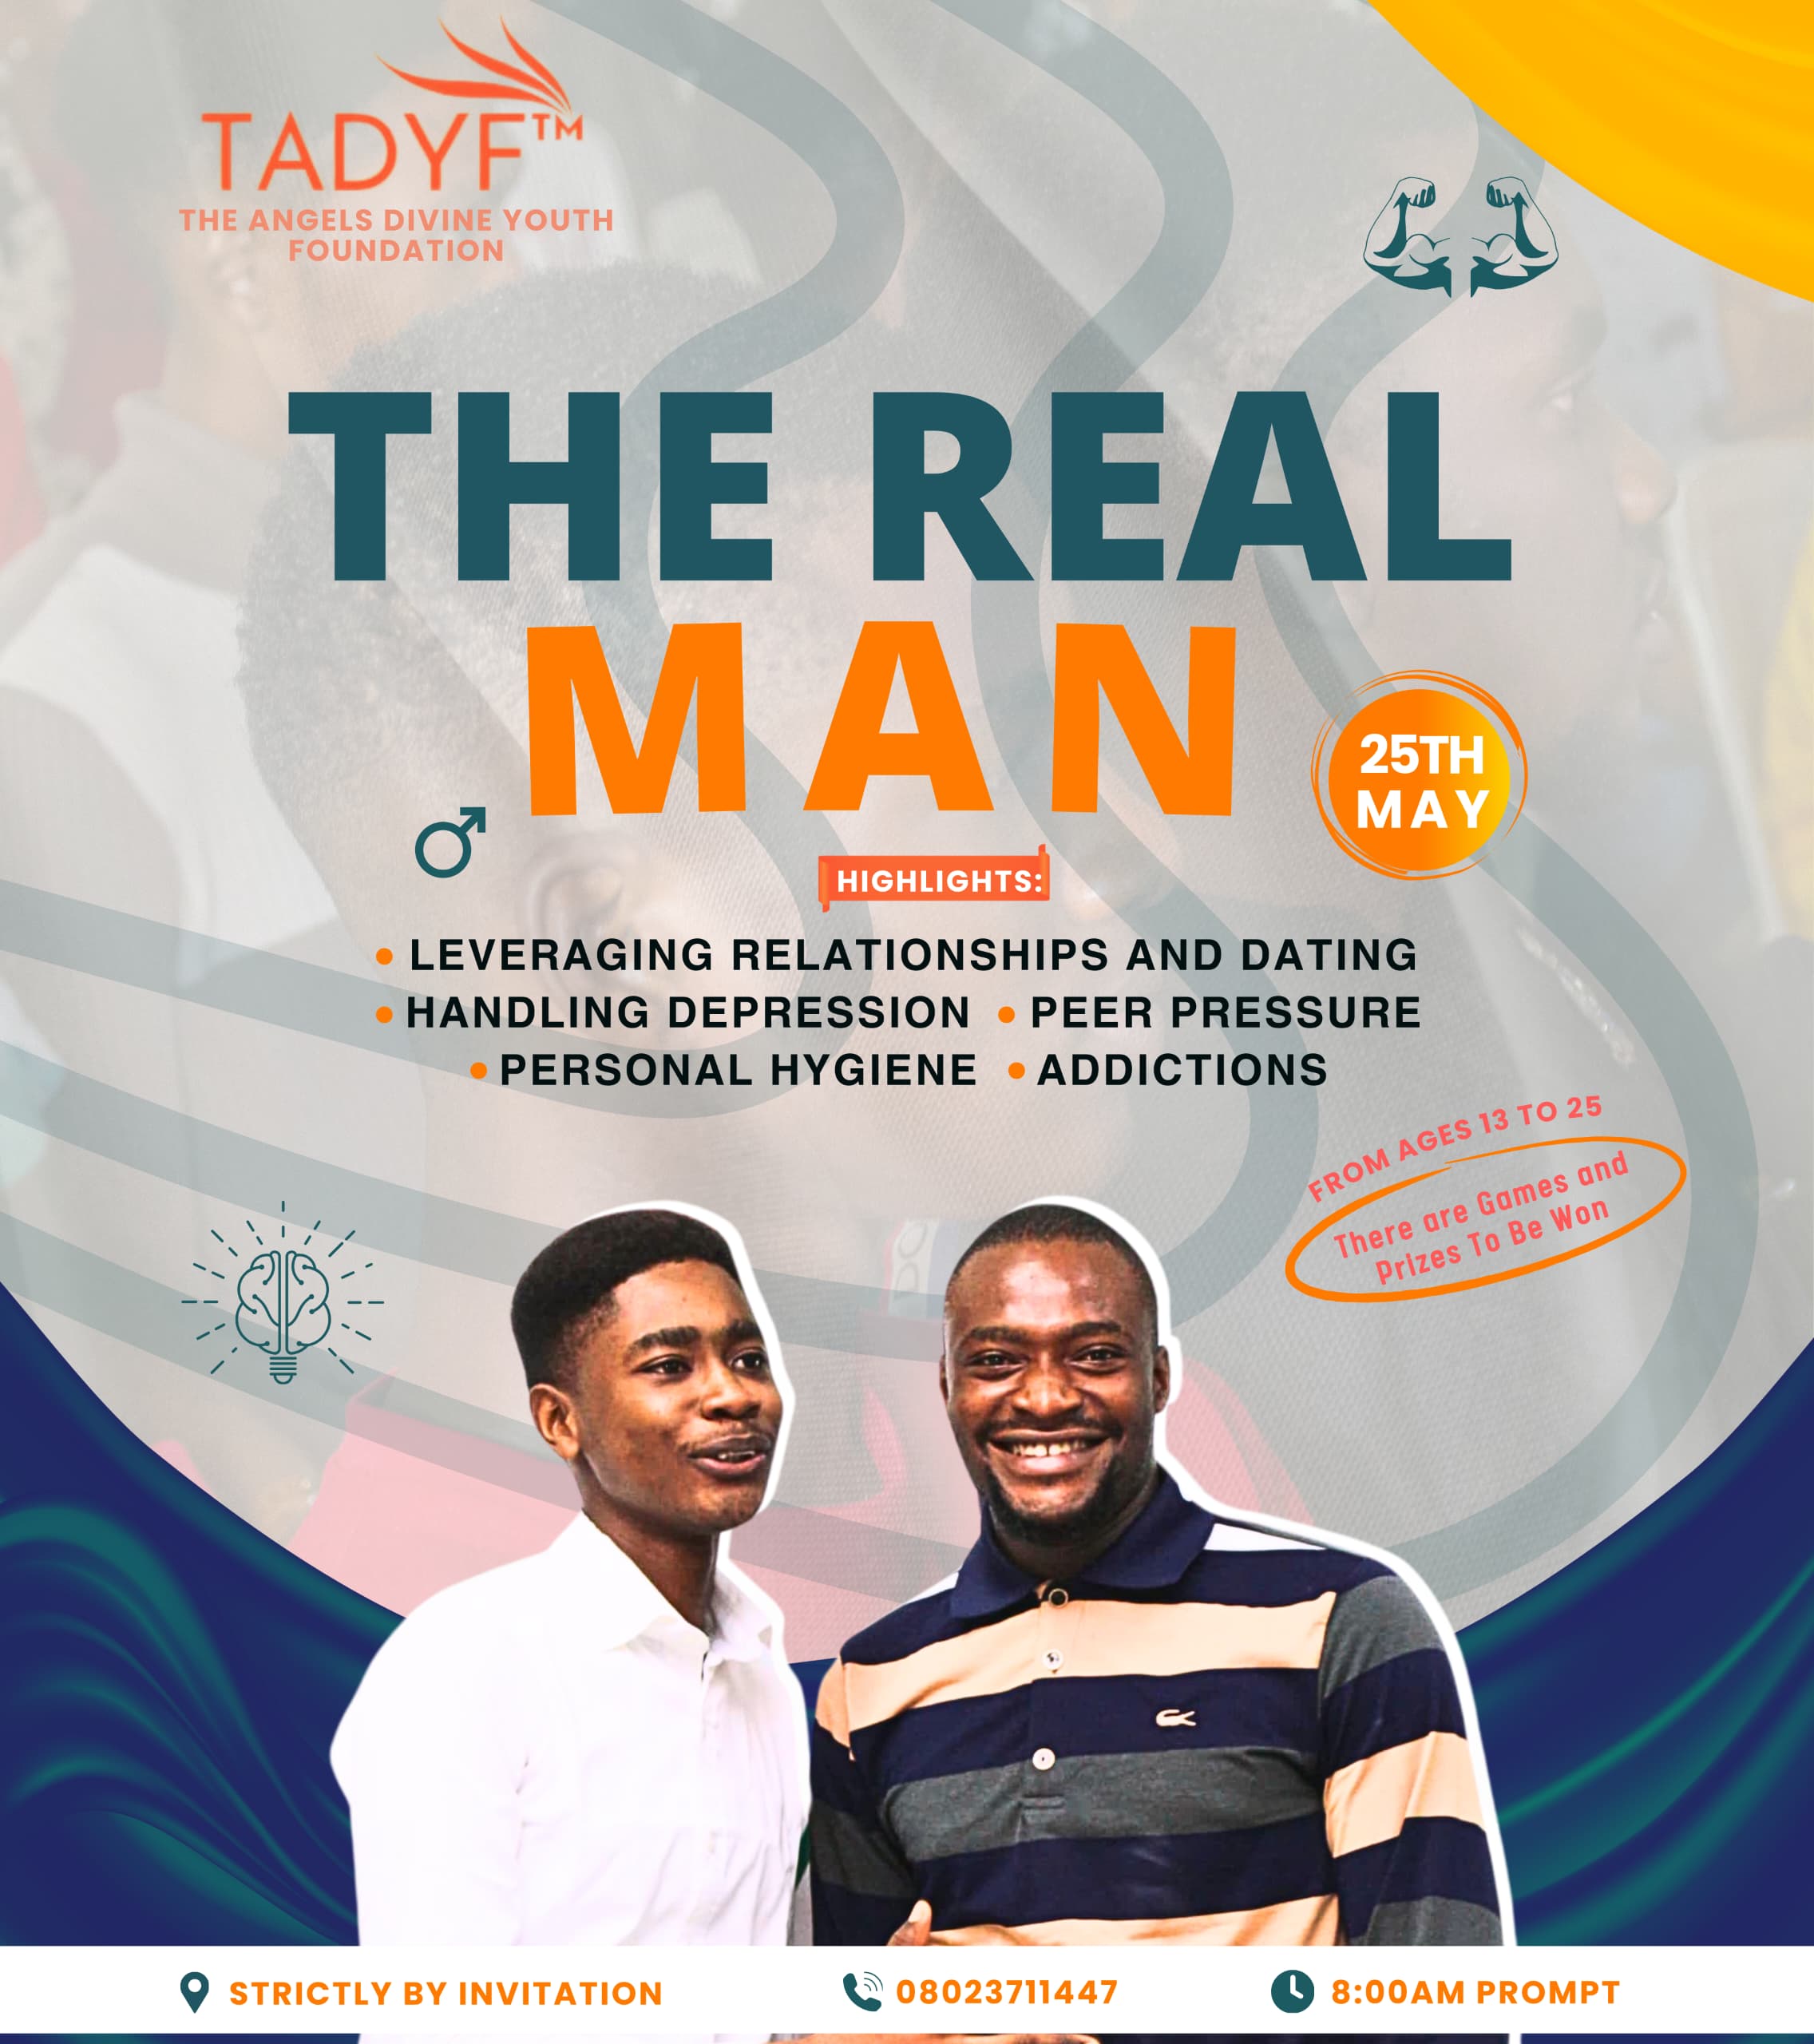 TADYF™
THE ANGELS DIVINE YOUTH
FOUNDATION
THE REAL
MAN
25TH
MAY
HIGHLIGHTS:
• LEVERAGING RELATIONSHIPS AND DATING
• HANDLING DEPRESSION • PEER PRESSURE
• PERSONAL HYGIENE • ADDICTIONS
FROM AGES 13 TO 25
There are Games and
Prizes To Be Won
STRICTLY BY INVITATION 08023711447 8:00AM PROMPT